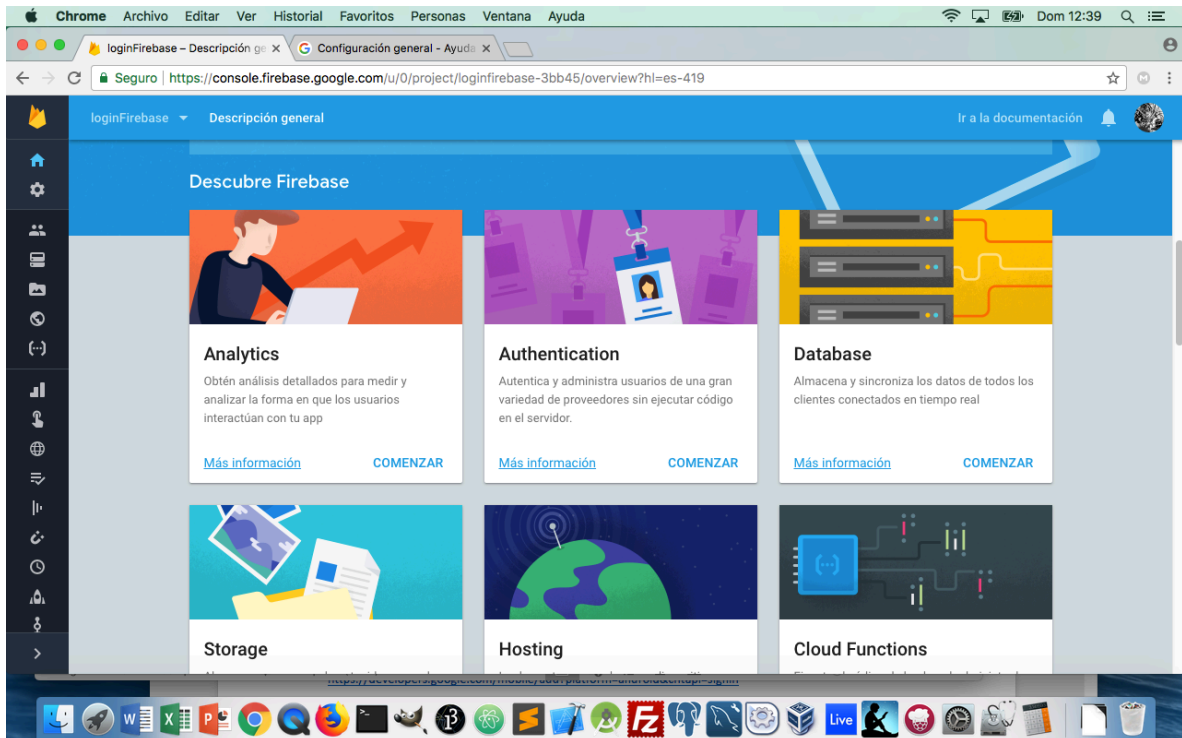 Chrome Archivo Editar Ver Historial Favoritos Personas Ventana Ayuda Dom 12:39
loginFirebase – Descripción ge
Configuración general - Ayuda
Seguro | https://console.firebase.google.com/u/0/project/loginfirebase-3bb45/overview?hl=es-419
loginFirebase Descripción general Ir a la documentación
Descubre Firebase
Analytics
Obtén análisis detallados para medir y
analizar la forma en que los usuarios
interactúan con tu app
Más información COMENZAR
Authentication
Autentica y administra usuarios de una gran
variedad de proveedores sin ejecutar código
en el servidor.
Más información COMENZAR
Database
Almacena y sincroniza los datos de todos los
clientes conectados en tiempo real
Más información COMENZAR
Storage
Hosting
Cloud Functions
Live